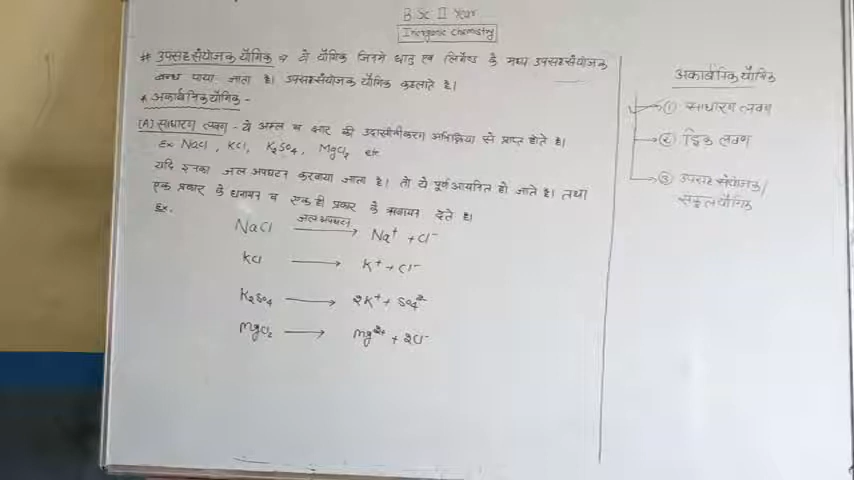 B.Sc II Year
Inorganic Chemistry
# उपसहसंयोजक यौगिक :- वे यौगिक जिनमे धातु एवं लिगेण्ड के मध्य उपसहसंयोजक
बन्ध पाया जाता है। उपसहसंयोजक यौगिक कहलाते है।
* अकार्बनिक यौगिक -
(A) साधारण लवण - ये अम्ल व क्षार की उदासीनीकरण अभिक्रिया से प्राप्त होते है।
Ex NaCl, KCl, K2SO4, MgCl2 etc
यदि इनका जल अपघटन करवाया जाता है। तो ये पूर्ण आयनित हो जाते है। तथा
एक प्रकार के धनायन व एक ही प्रकार के ऋणायन देते है।
Ex.
NaCl जल अपघटन → Na+ + Cl-
KCl → K+ + Cl-
K2SO4 → 2K+ + SO4 2-
MgCl2 → Mg2+ + 2Cl-
अकार्बनिक यौगिक
→ ① साधारण लवण
→ ② द्विक लवण
→ ③ उपसहसंयोजक/
संकुल यौगिक